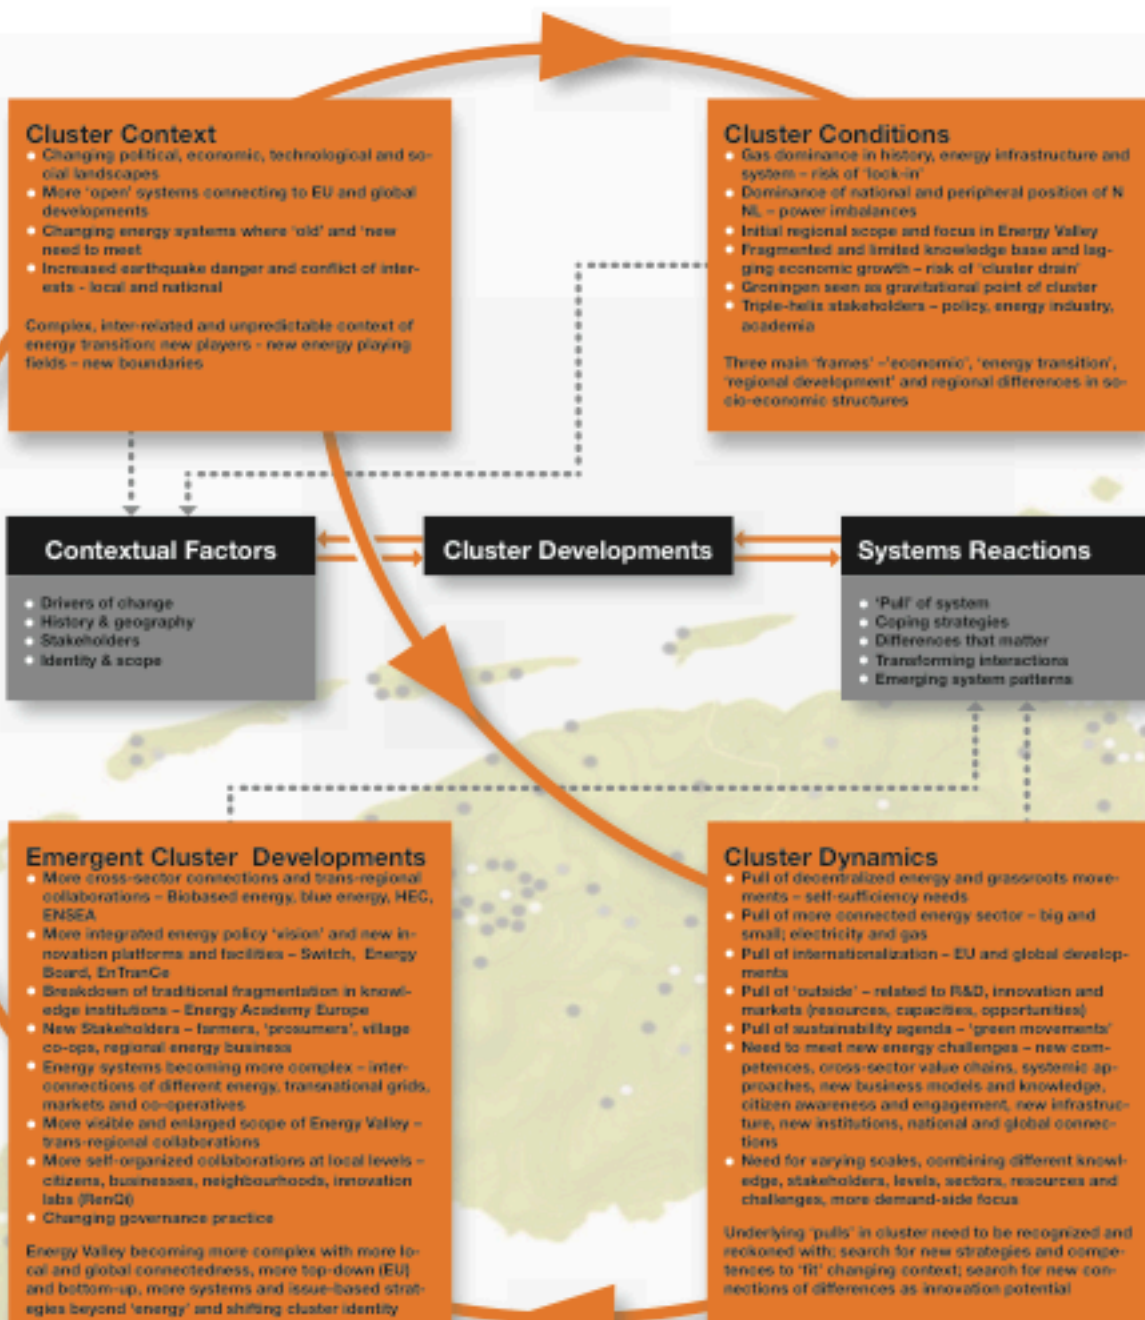 Cluster Context
Changing political, economic, technological and so-
cial landscapes
More 'open' systems connecting to EU and global
developments
Changing energy systems where 'old' and 'new
need to meet
Increased earthquake danger and conflict of inter-
ests - local and national
Complex, inter-related and unpredictable context of
energy transition: new players - new energy playing
fields – new boundaries
Cluster Conditions
Gas dominance in history, energy infrastructure and
system – risk of 'lock-in'
Dominance of national and peripheral position of N
NL – power imbalances
Initial regional scope and focus in Energy Valley
Fragmented and limited knowledge base and lag-
ging economic growth – risk of 'cluster drain'
Groningen seen as gravitational point of cluster
Triple-helix stakeholders – policy, energy industry,
academia
Three main 'frames' –'economic', 'energy transition',
'regional development' and regional differences in so-
cio-economic structures
Contextual Factors
Drivers of change
History & geography
Stakeholders
Identity & scope
Cluster Developments
Systems Reactions
'Pull' of system
Coping strategies
Differences that matter
Transforming interactions
Emerging system patterns
Emergent Cluster Developments
More cross-sector connections and trans-regional
collaborations – Biobased energy, blue energy, HEC,
ENSEA
More integrated energy policy 'vision' and new in-
novation platforms and facilities – Switch, Energy
Board, EnTranCe
Breakdown of traditional fragmentation in knowl-
edge institutions – Energy Academy Europe
New Stakeholders – farmers, 'prosumers', village
co-ops, regional energy business
Energy systems becoming more complex – inter-
connections of different energy, transnational grids,
markets and co-operatives
More visible and enlarged scope of Energy Valley –
trans-regional collaborations
More self-organized collaborations at local levels –
citizens, businesses, neighbourhoods, innovation
labs (RenQi)
Changing governance practice
Energy Valley becoming more complex with more lo-
cal and global connectedness, more top-down (EU)
and bottom-up, more systems and issue-based strat-
egies beyond 'energy' and shifting cluster identity
Cluster Dynamics
Pull of decentralized energy and grassroots move-
ments – self-sufficiency needs
Pull of more connected energy sector – big and
small; electricity and gas
Pull of internationalization – EU and global develop-
ments
Pull of 'outside' – related to R&D, innovation and
markets (resources, capacities, opportunities)
Pull of sustainability agenda – 'green movements'
Need to meet new energy challenges – new com-
petences, cross-sector value chains, systemic ap-
proaches, new business models and knowledge,
citizen awareness and engagement, new infrastruc-
ture, new institutions, national and global connec-
tions
Need for varying scales, combining different knowl-
edge, stakeholders, levels, sectors, resources and
challenges, more demand-side focus
Underlying 'pulls' in cluster need to be recognized and
reckoned with; search for new strategies and compe-
tences to 'fit' changing context; search for new con-
nections of differences as innovation potential